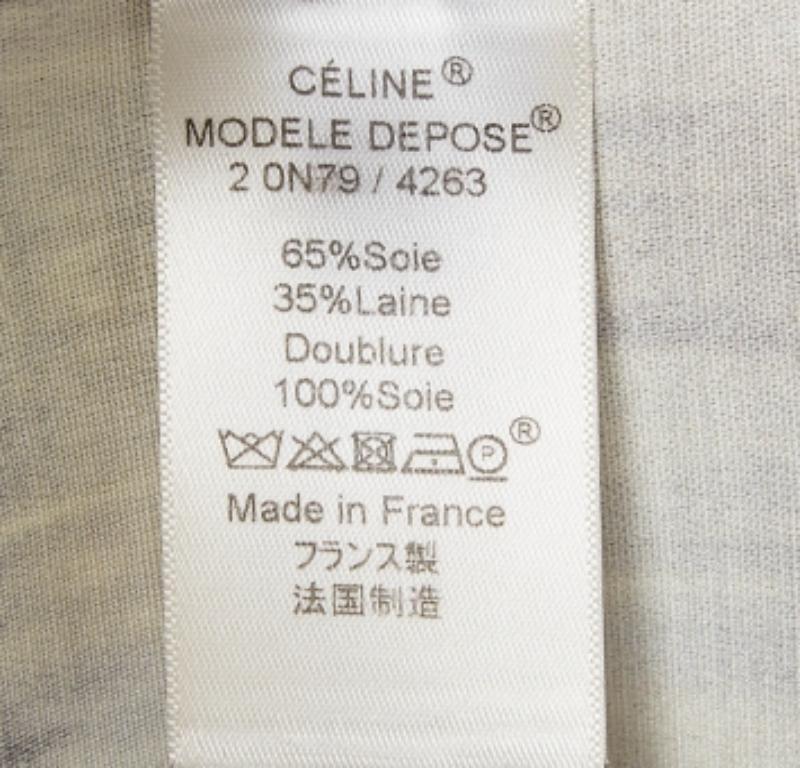 CÉLINE®
MODELE DEPOSE®
2 0N79 / 4263
65%Soie
35%Laine
Doublure
100%Soie
P ®
Made in France
フランス製
法国制造